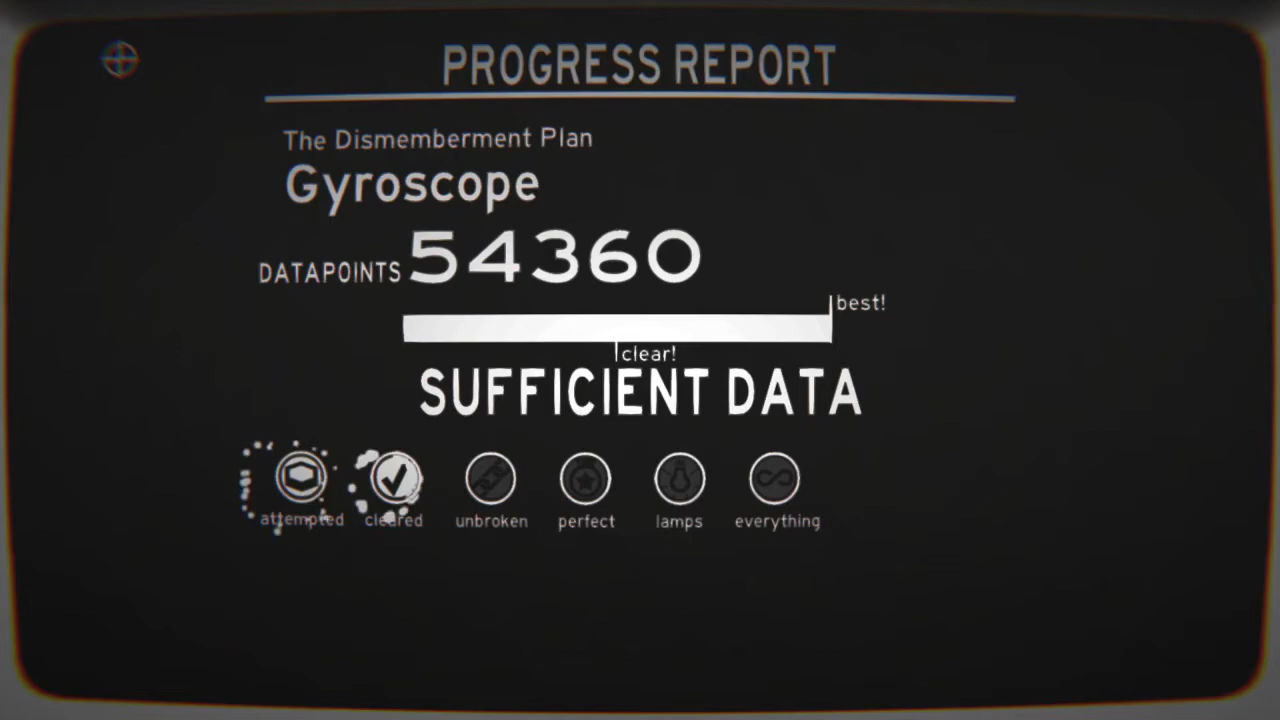 PROGRESS REPORT
The Dismemberment Plan
Gyroscope
DATAPOINTS 54360
best!
clear!
SUFFICIENT DATA
attempted cleared unbroken perfect lamps everything